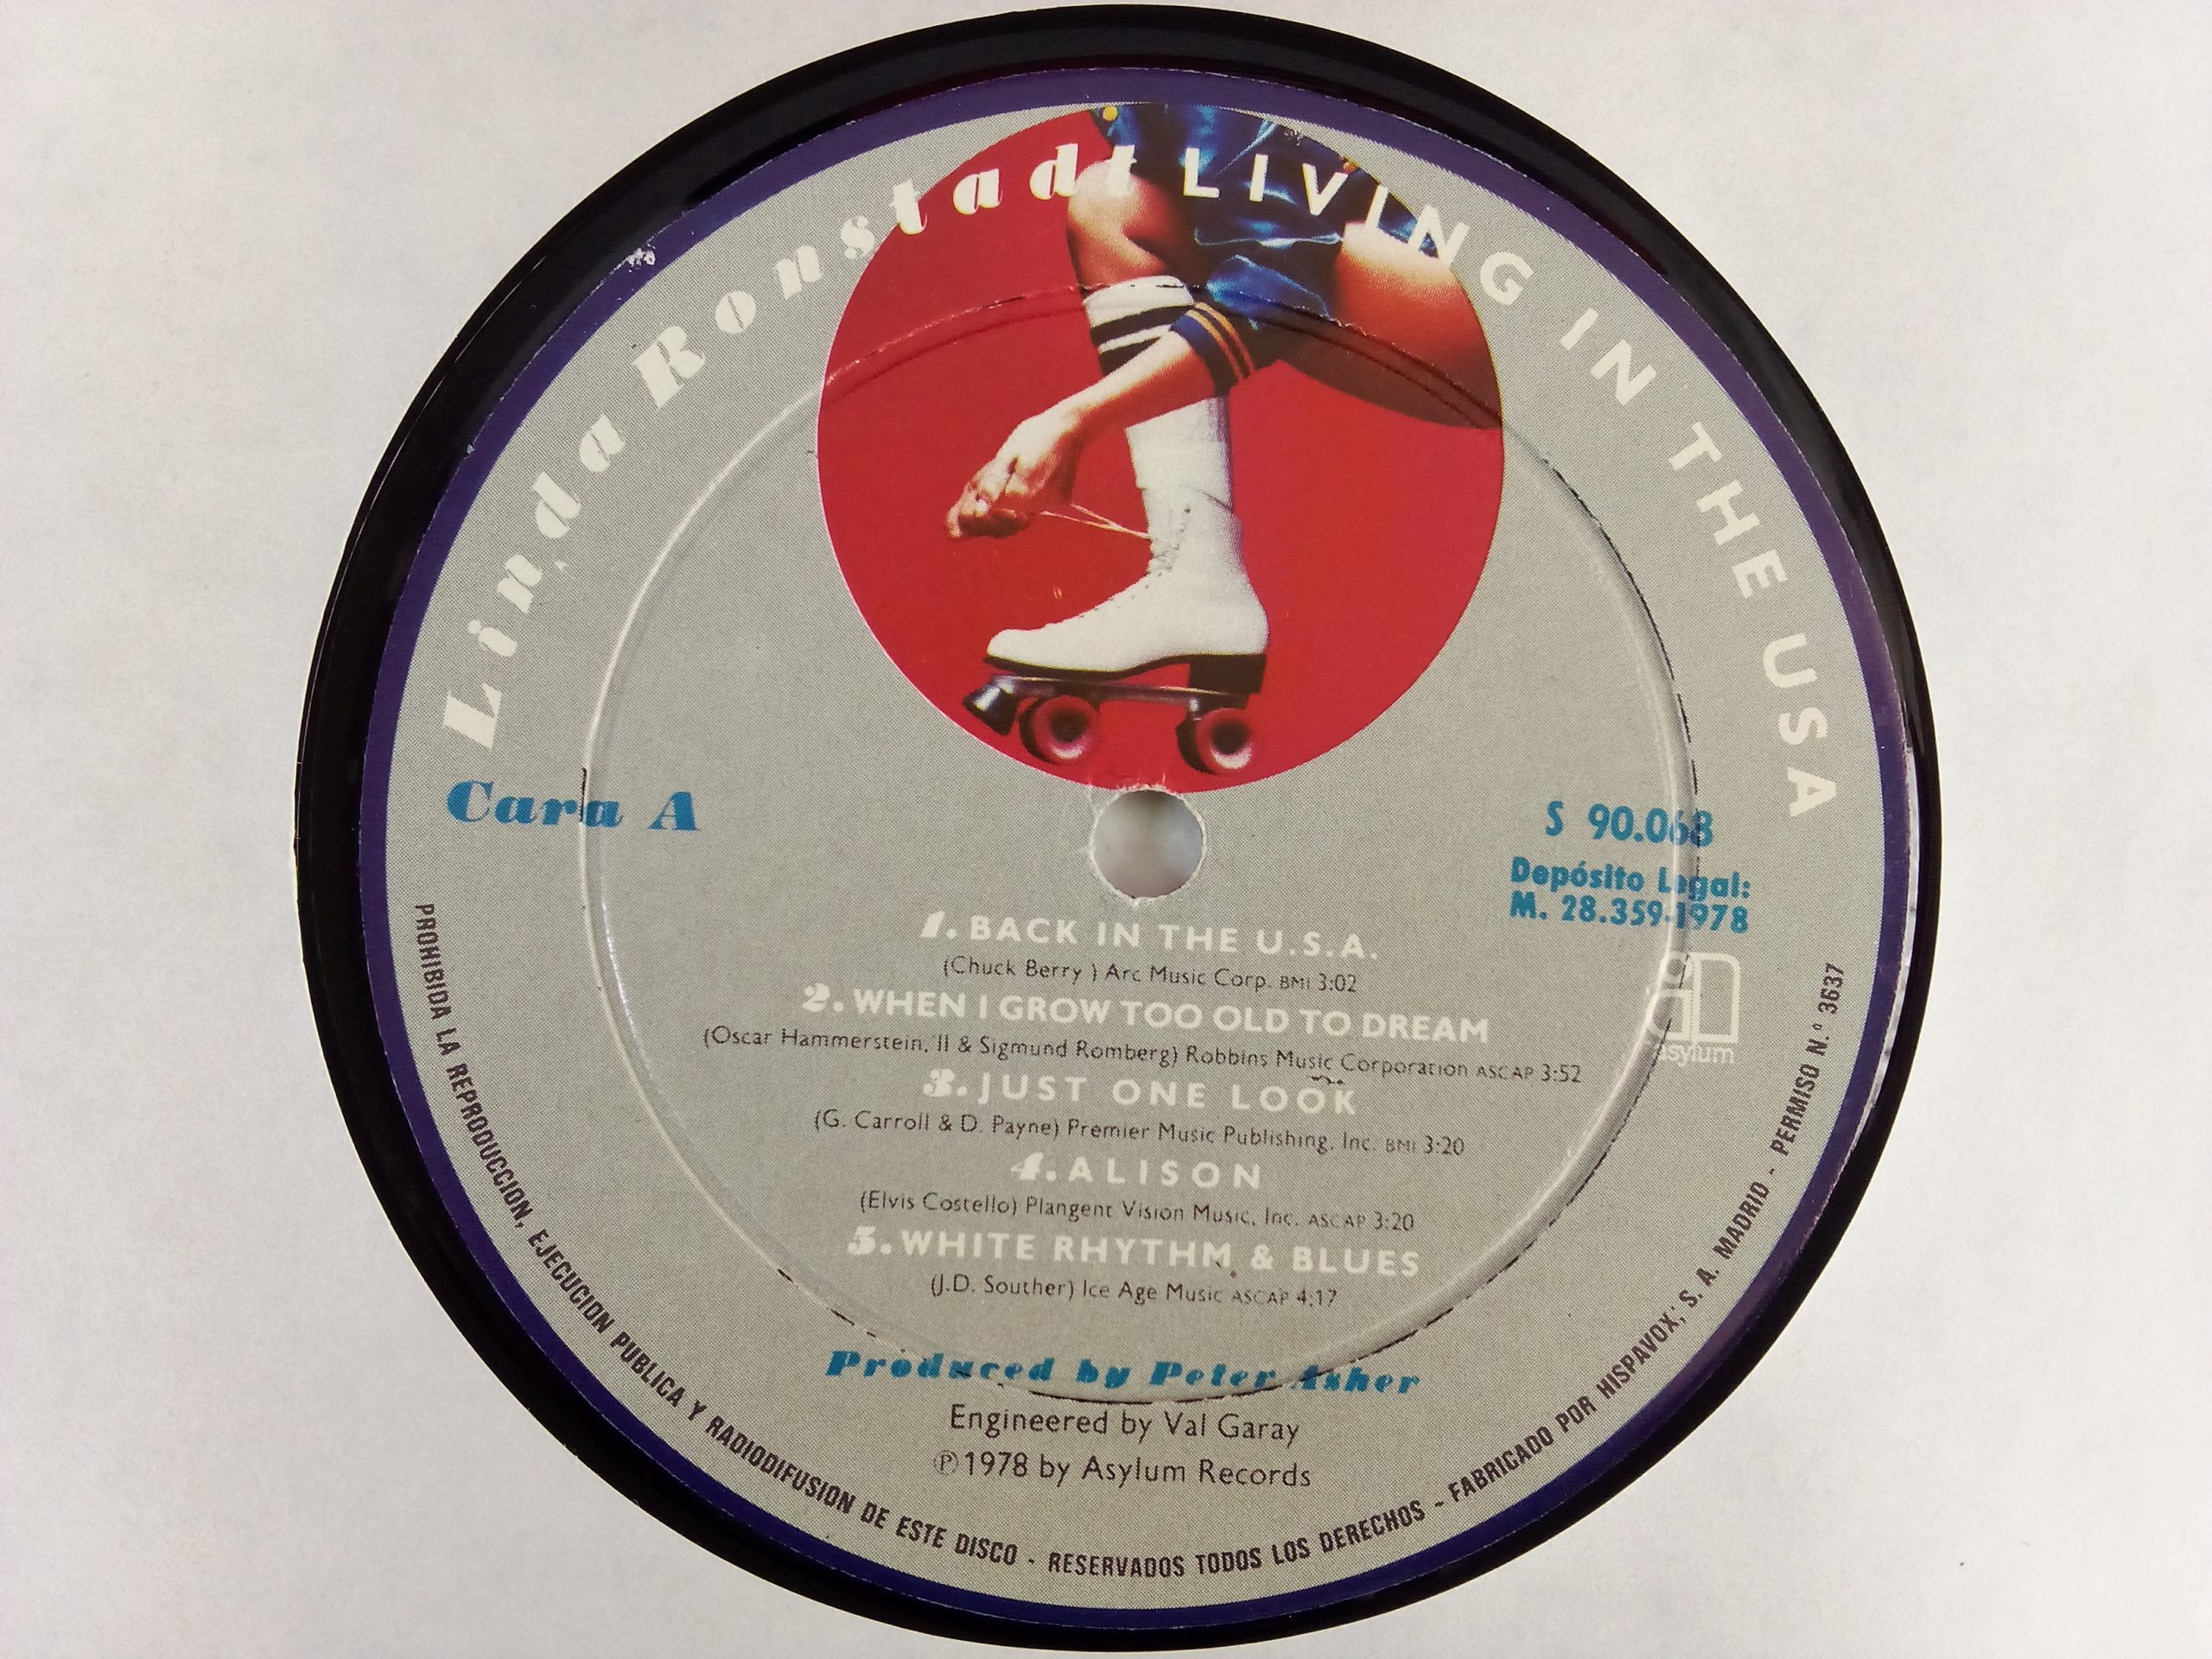 Linda Ronstadt LIVING IN THE USA
Cara A
S 90.068
Depósito Legal:
M. 28.359-1978
asylum
1. BACK IN THE U.S.A.
(Chuck Berry ) Arc Music Corp. BMI 3:02
2. WHEN I GROW TOO OLD TO DREAM
(Oscar Hammerstein, II & Sigmund Romberg) Robbins Music Corporation ASCAP 3:52
3. JUST ONE LOOK
(G. Carroll & D. Payne) Premier Music Publishing, Inc. BMI 3:20
4. ALISON
(Elvis Costello) Plangent Vision Music, Inc. ASCAP 3:20
5. WHITE RHYTHM & BLUES
(J.D. Souther) Ice Age Music ASCAP 4:17
Produced by Peter Asher
Engineered by Val Garay
℗1978 by Asylum Records
PROHIBIDA LA REPRODUCCION, EJECUCION PUBLICA Y RADIODIFUSION DE ESTE DISCO - RESERVADOS TODOS LOS DERECHOS - FABRICADO POR HISPAVOX, S. A. MADRID - PERMISO N.º 3637